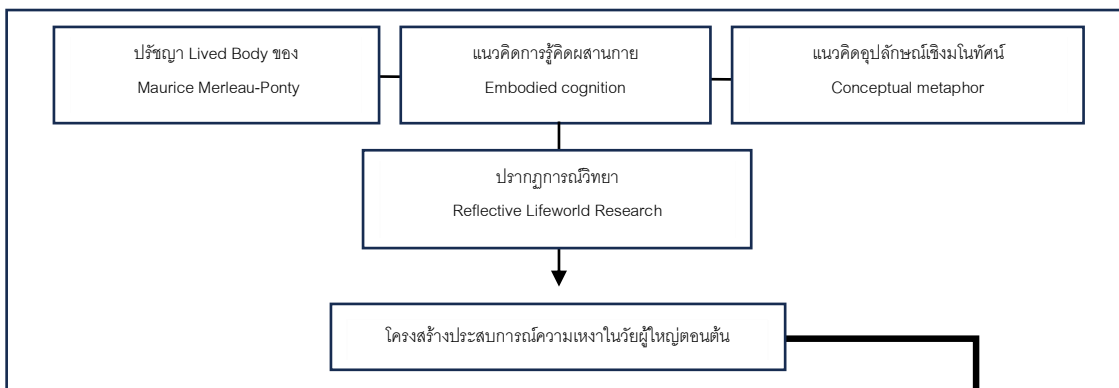 ปรัชญา Lived Body ของ
Maurice Merleau-Ponty
แนวคิดการรู้คิดผสานกาย
Embodied cognition
แนวคิดอุปลักษณ์เชิงมโนทัศน์
Conceptual metaphor
ปรากฏการณ์วิทยา
Reflective Lifeworld Research
โครงสร้างประสบการณ์ความเหงาในวัยผู้ใหญ่ตอนต้น